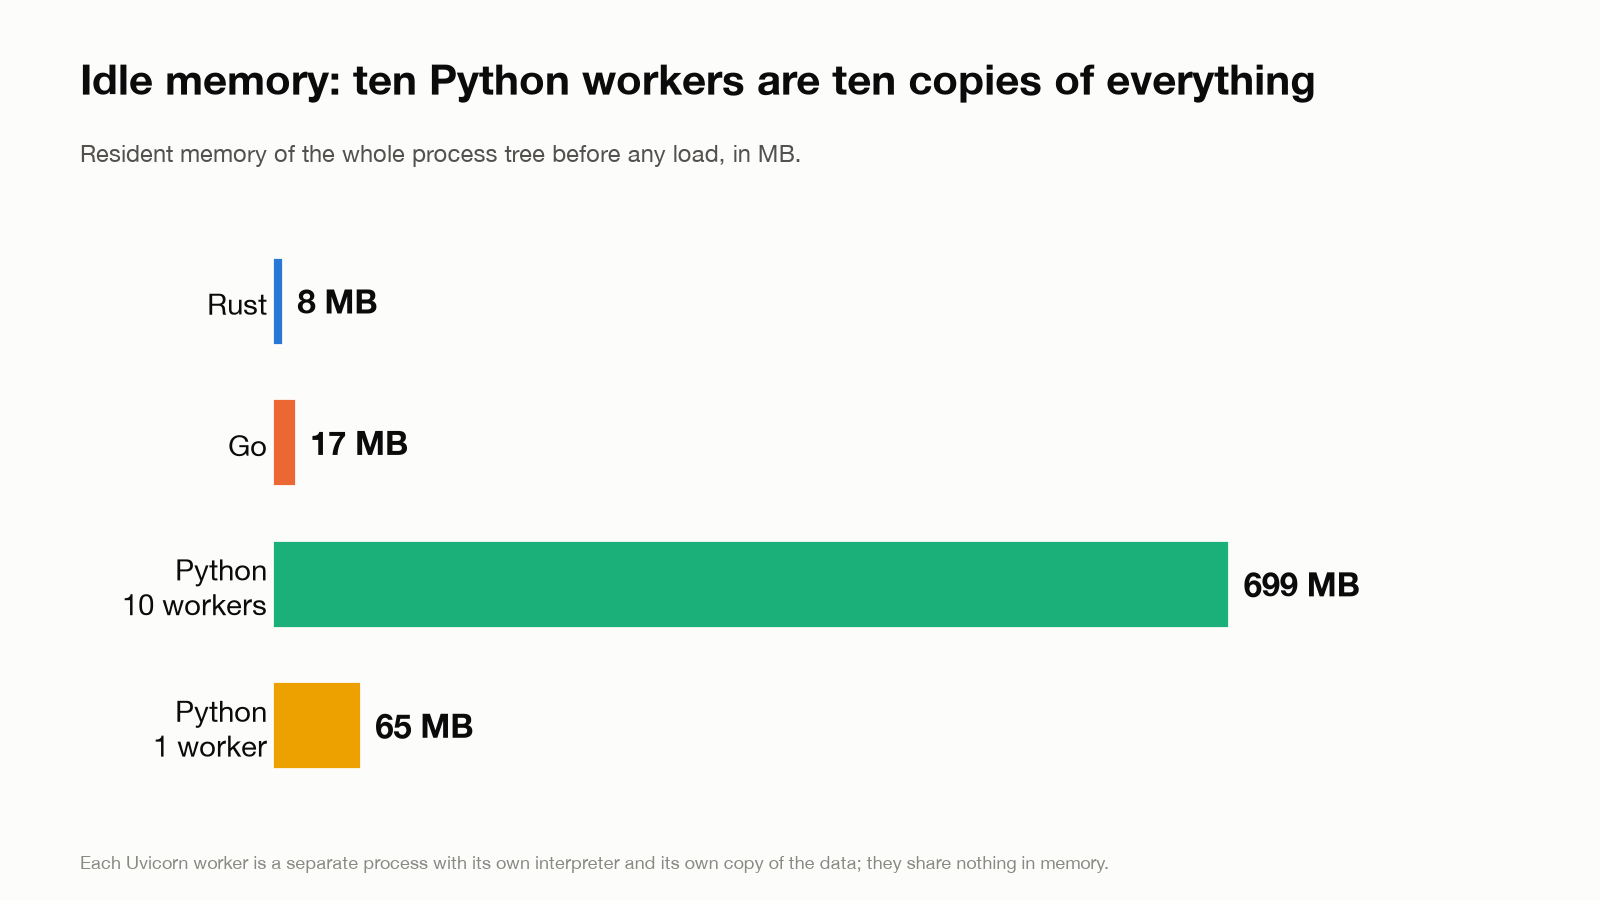 Idle memory: ten Python workers are ten copies of everything
Resident memory of the whole process tree before any load, in MB.
Rust
8 MB
Go
17 MB
Python
10 workers
699 MB
Python
1 worker
65 MB
Each Uvicorn worker is a separate process with its own interpreter and its own copy of the data; they share nothing in memory.